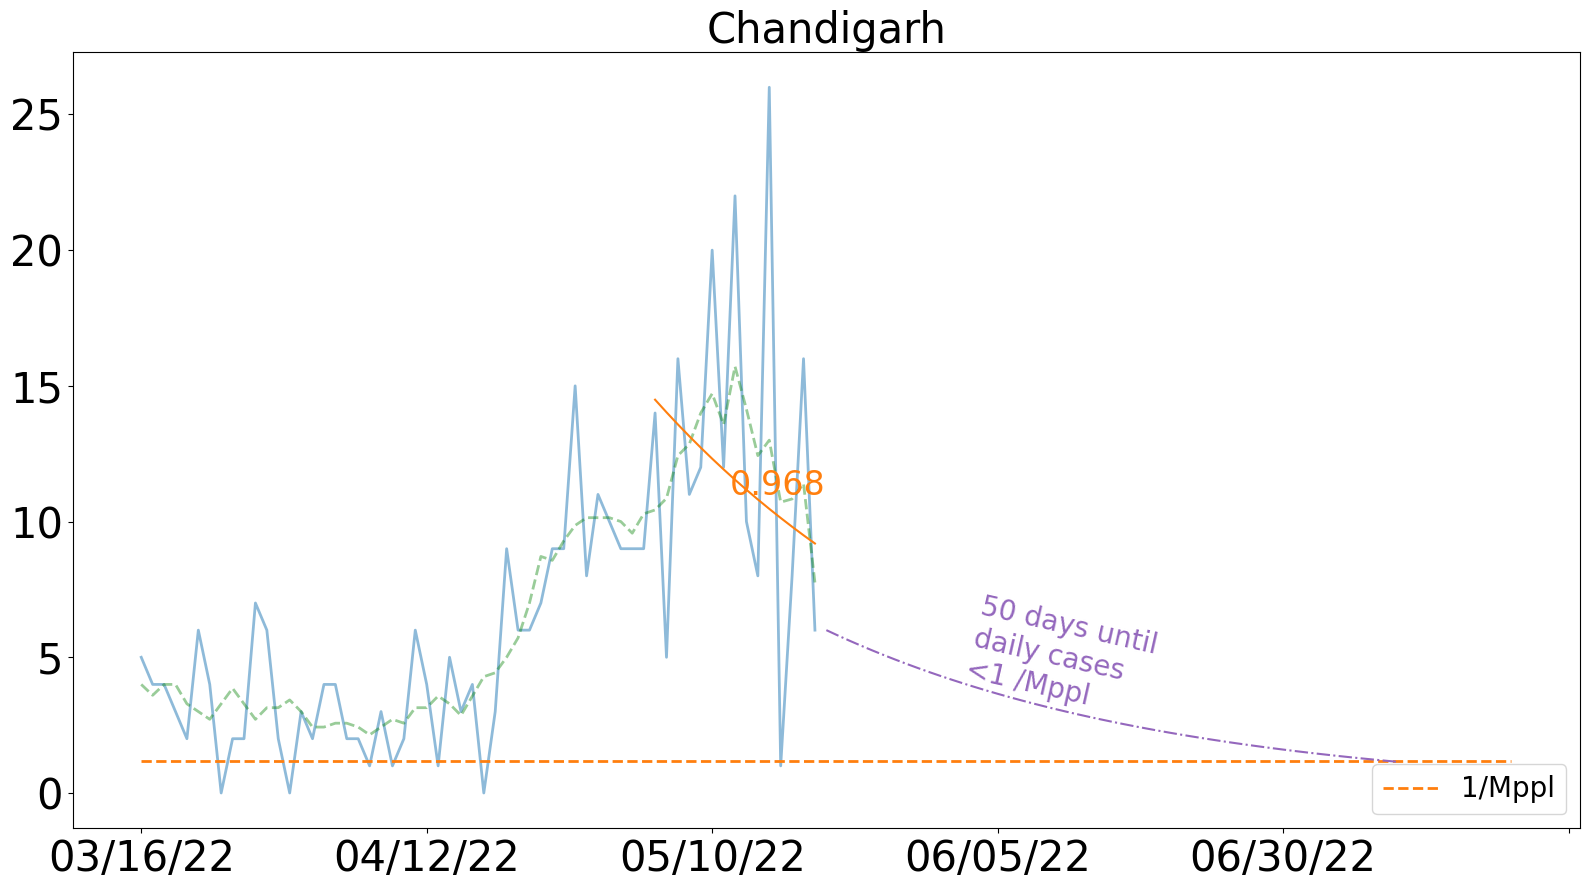 Chandigarh
25
20
15
10
5
0
0.968
50 days until
daily cases
<1 /Mppl
1/Mppl
03/16/22
04/12/22
05/10/22
06/05/22
06/30/22